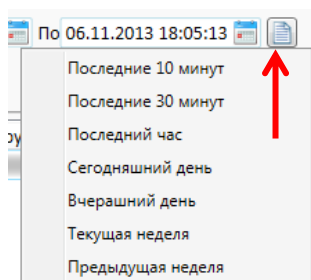 По 06.11.2013 18:05:13
Последние 10 минут
Последние 30 минут
Последний час
ру
Сегодняшний день
Вчерашний день
Текущая неделя
Предыдущая неделя